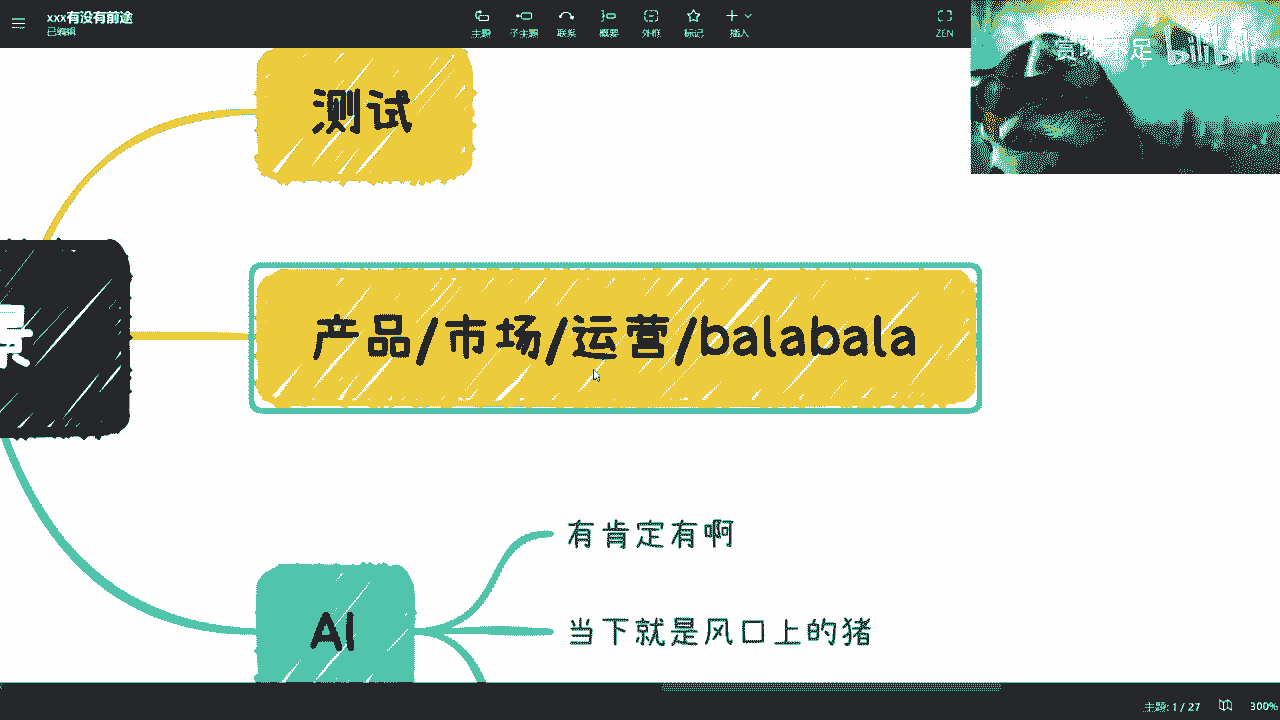 xxx有没有前途
已编辑
主题
子主题
联系
概要
外框
标记
插入
ZEN
赏味不足
bilibili
测试
景
产品/市场/运营/balabala
有肯定有啊
AI
当下就是风口上的猪
主题: 1 / 27
300%